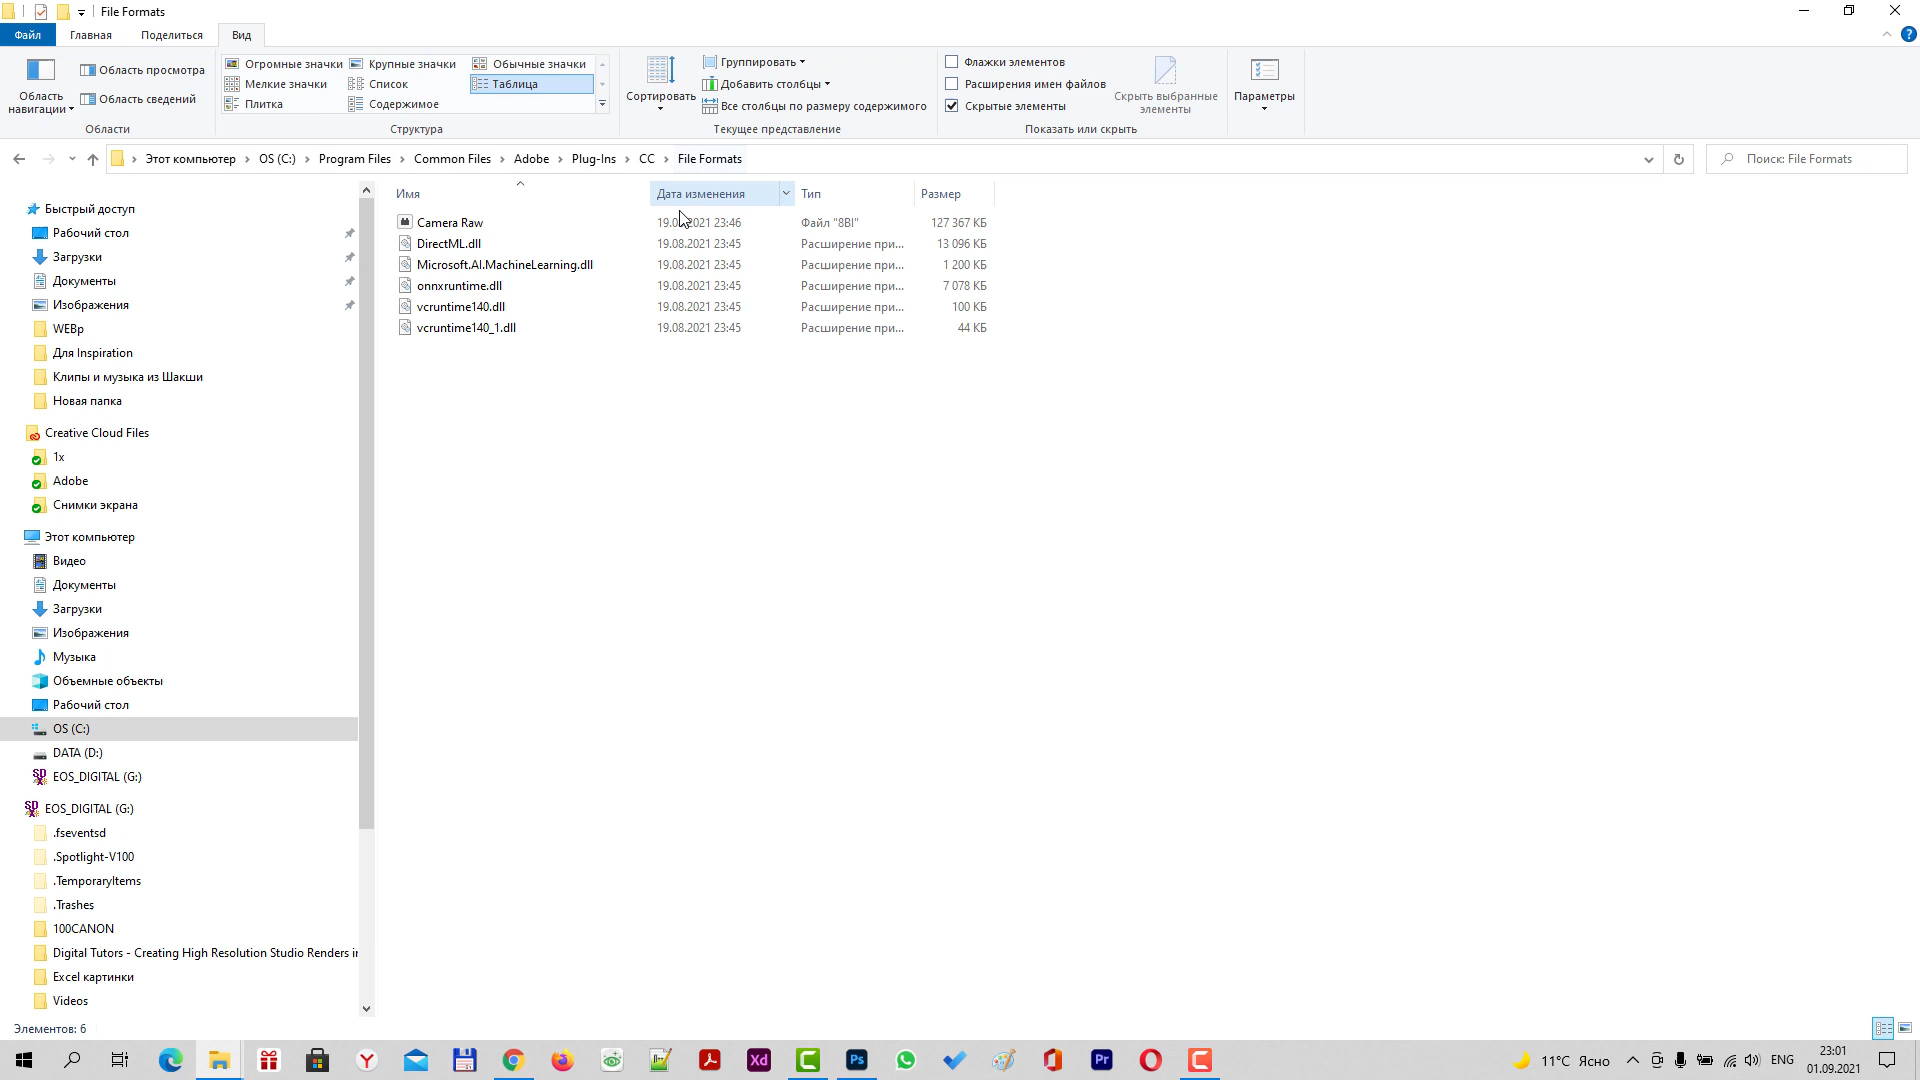 File Formats
Файл Главная Поделиться Вид
Область навигации
Область просмотра
Область сведений
Области
Огромные значки Крупные значки Обычные значки
Мелкие значки Список Таблица
Плитка Содержимое
Структура
Сортировать
Группировать
Добавить столбцы
Все столбцы по размеру содержимого
Текущее представление
Флажки элементов
Расширения имен файлов
Скрытые элементы
Скрыть выбранные элементы
Показать или скрыть
Параметры
Этот компьютер OS (C:) Program Files Common Files Adobe Plug-Ins CC File Formats
Поиск: File Formats
Быстрый доступ
Рабочий стол
Загрузки
Документы
Изображения
WEBp
Для Inspiration
Клипы и музыка из Шакши
Новая папка
Creative Cloud Files
1x
Adobe
Снимки экрана
Этот компьютер
Видео
Документы
Загрузки
Изображения
Музыка
Объемные объекты
Рабочий стол
OS (C:)
DATA (D:)
EOS_DIGITAL (G:)
EOS_DIGITAL (G:)
.fseventsd
.Spotlight-V100
.TemporaryItems
.Trashes
100CANON
Digital Tutors - Creating High Resolution Studio Renders in
Excel картинки
Videos
Имя Дата изменения Тип Размер
Camera Raw 19.08.2021 23:46 Файл "8BI" 127 367 КБ
DirectML.dll 19.08.2021 23:45 Расширение при... 13 096 КБ
Microsoft.AI.MachineLearning.dll 19.08.2021 23:45 Расширение при... 1 200 КБ
onnxruntime.dll 19.08.2021 23:45 Расширение при... 7 078 КБ
vcruntime140.dll 19.08.2021 23:45 Расширение при... 100 КБ
vcruntime140_1.dll 19.08.2021 23:45 Расширение при... 44 КБ
Элементов: 6
Xd Ps Pr
11°C Ясно ENG
23:01
01.09.2021